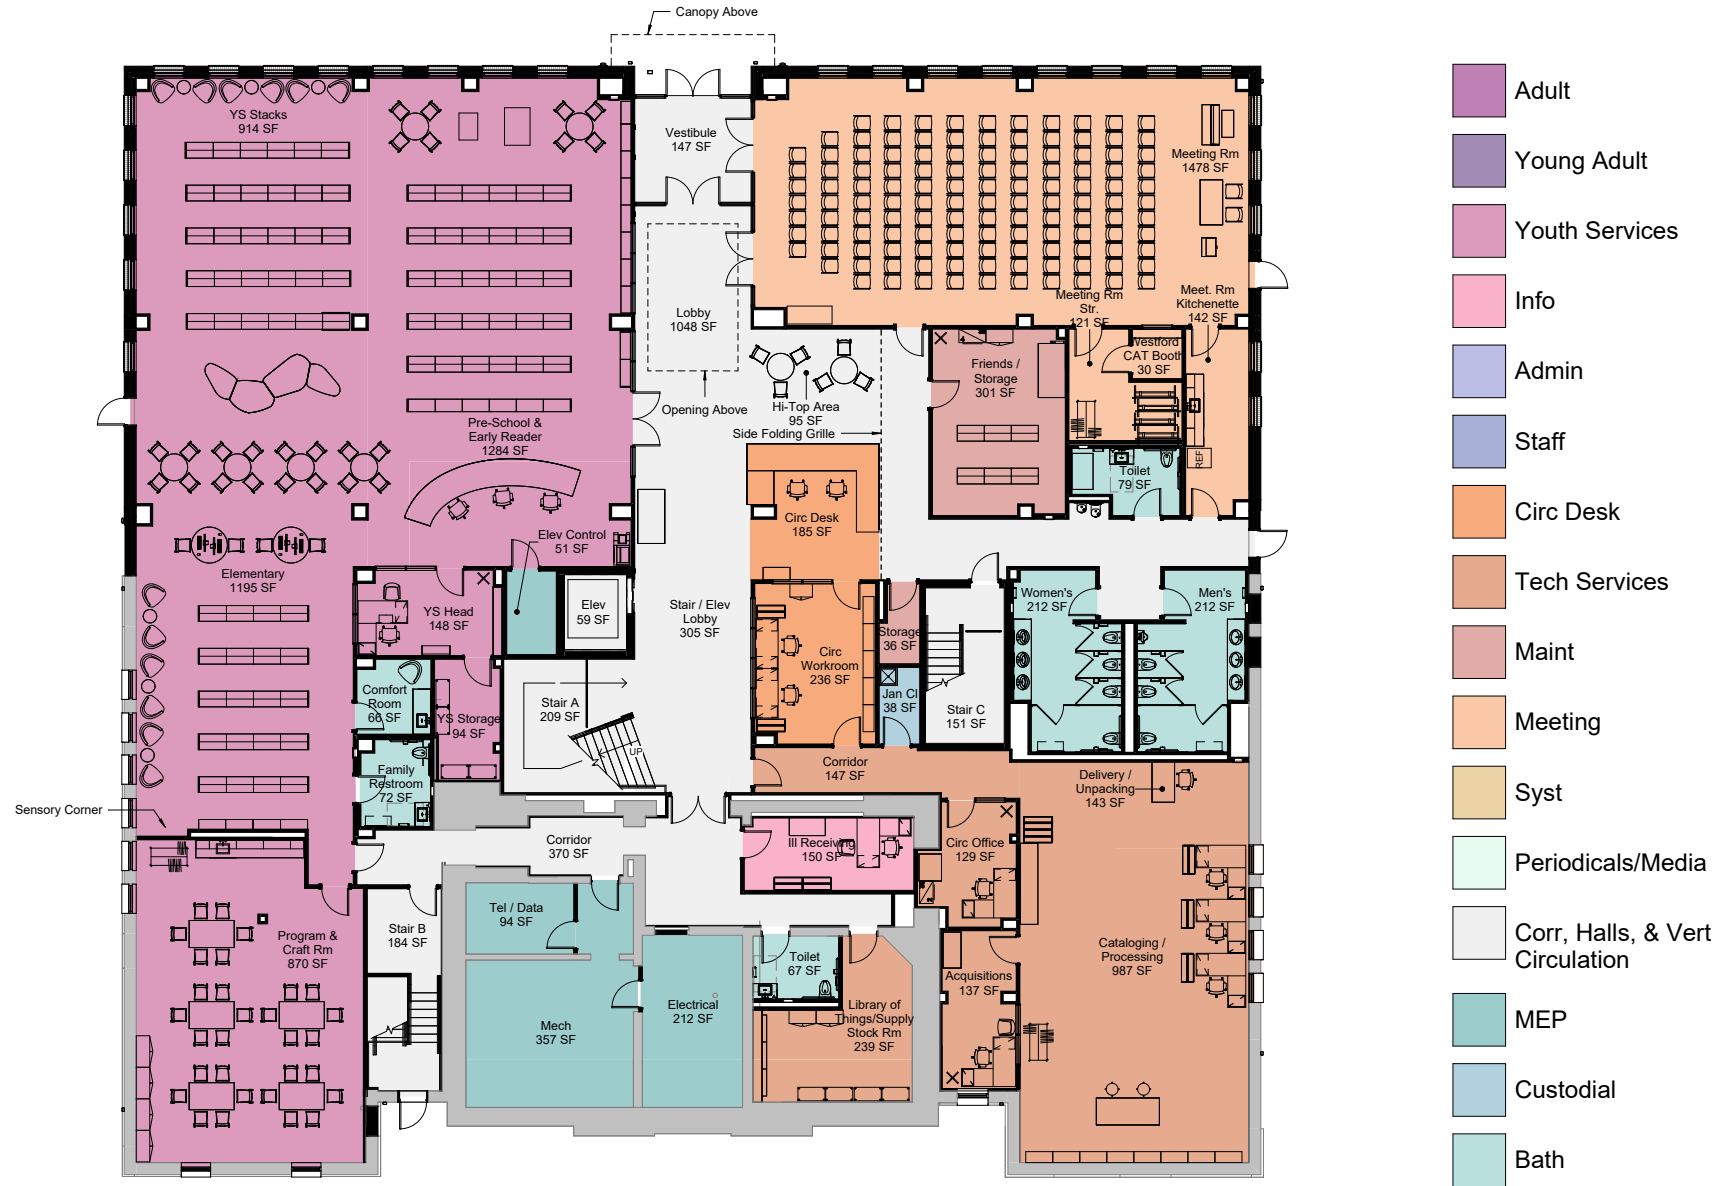 Canopy Above
YS Stacks
914 SF
Vestibule
147 SF
Meeting Rm
1478 SF
Lobby
1048 SF
Meeting Rm
Str.
121 SF
Meet. Rm
Kitchenette
142 SF
Westford
CAT Booth
30 SF
Friends /
Storage
301 SF
Opening Above
Hi-Top Area
95 SF
Side Folding Grille
Pre-School &
Early Reader
1284 SF
REF
Toilet
79 SF
Circ Desk
185 SF
Elev Control
51 SF
Elementary
1195 SF
YS Head
148 SF
Elev
59 SF
Stair / Elev
Lobby
305 SF
Women's
212 SF
Men's
212 SF
Storage
36 SF
Circ
Workroom
236 SF
Comfort
Room
66 SF
YS Storage
94 SF
Stair A
209 SF
UP
Jan Cl
38 SF
Stair C
151 SF
Family
Restroom
72 SF
Corridor
147 SF
Delivery /
Unpacking
143 SF
Sensory Corner
Corridor
370 SF
Ill Receiving
150 SF
Circ Office
129 SF
Tel / Data
94 SF
Stair B
184 SF
Program &
Craft Rm
870 SF
Toilet
67 SF
Cataloging /
Processing
987 SF
Acquisitions
137 SF
Electrical
212 SF
Library of
Things/Supply
Stock Rm
239 SF
Mech
357 SF
Adult
Young Adult
Youth Services
Info
Admin
Staff
Circ Desk
Tech Services
Maint
Meeting
Syst
Periodicals/Media
Corr, Halls, & Vert
Circulation
MEP
Custodial
Bath